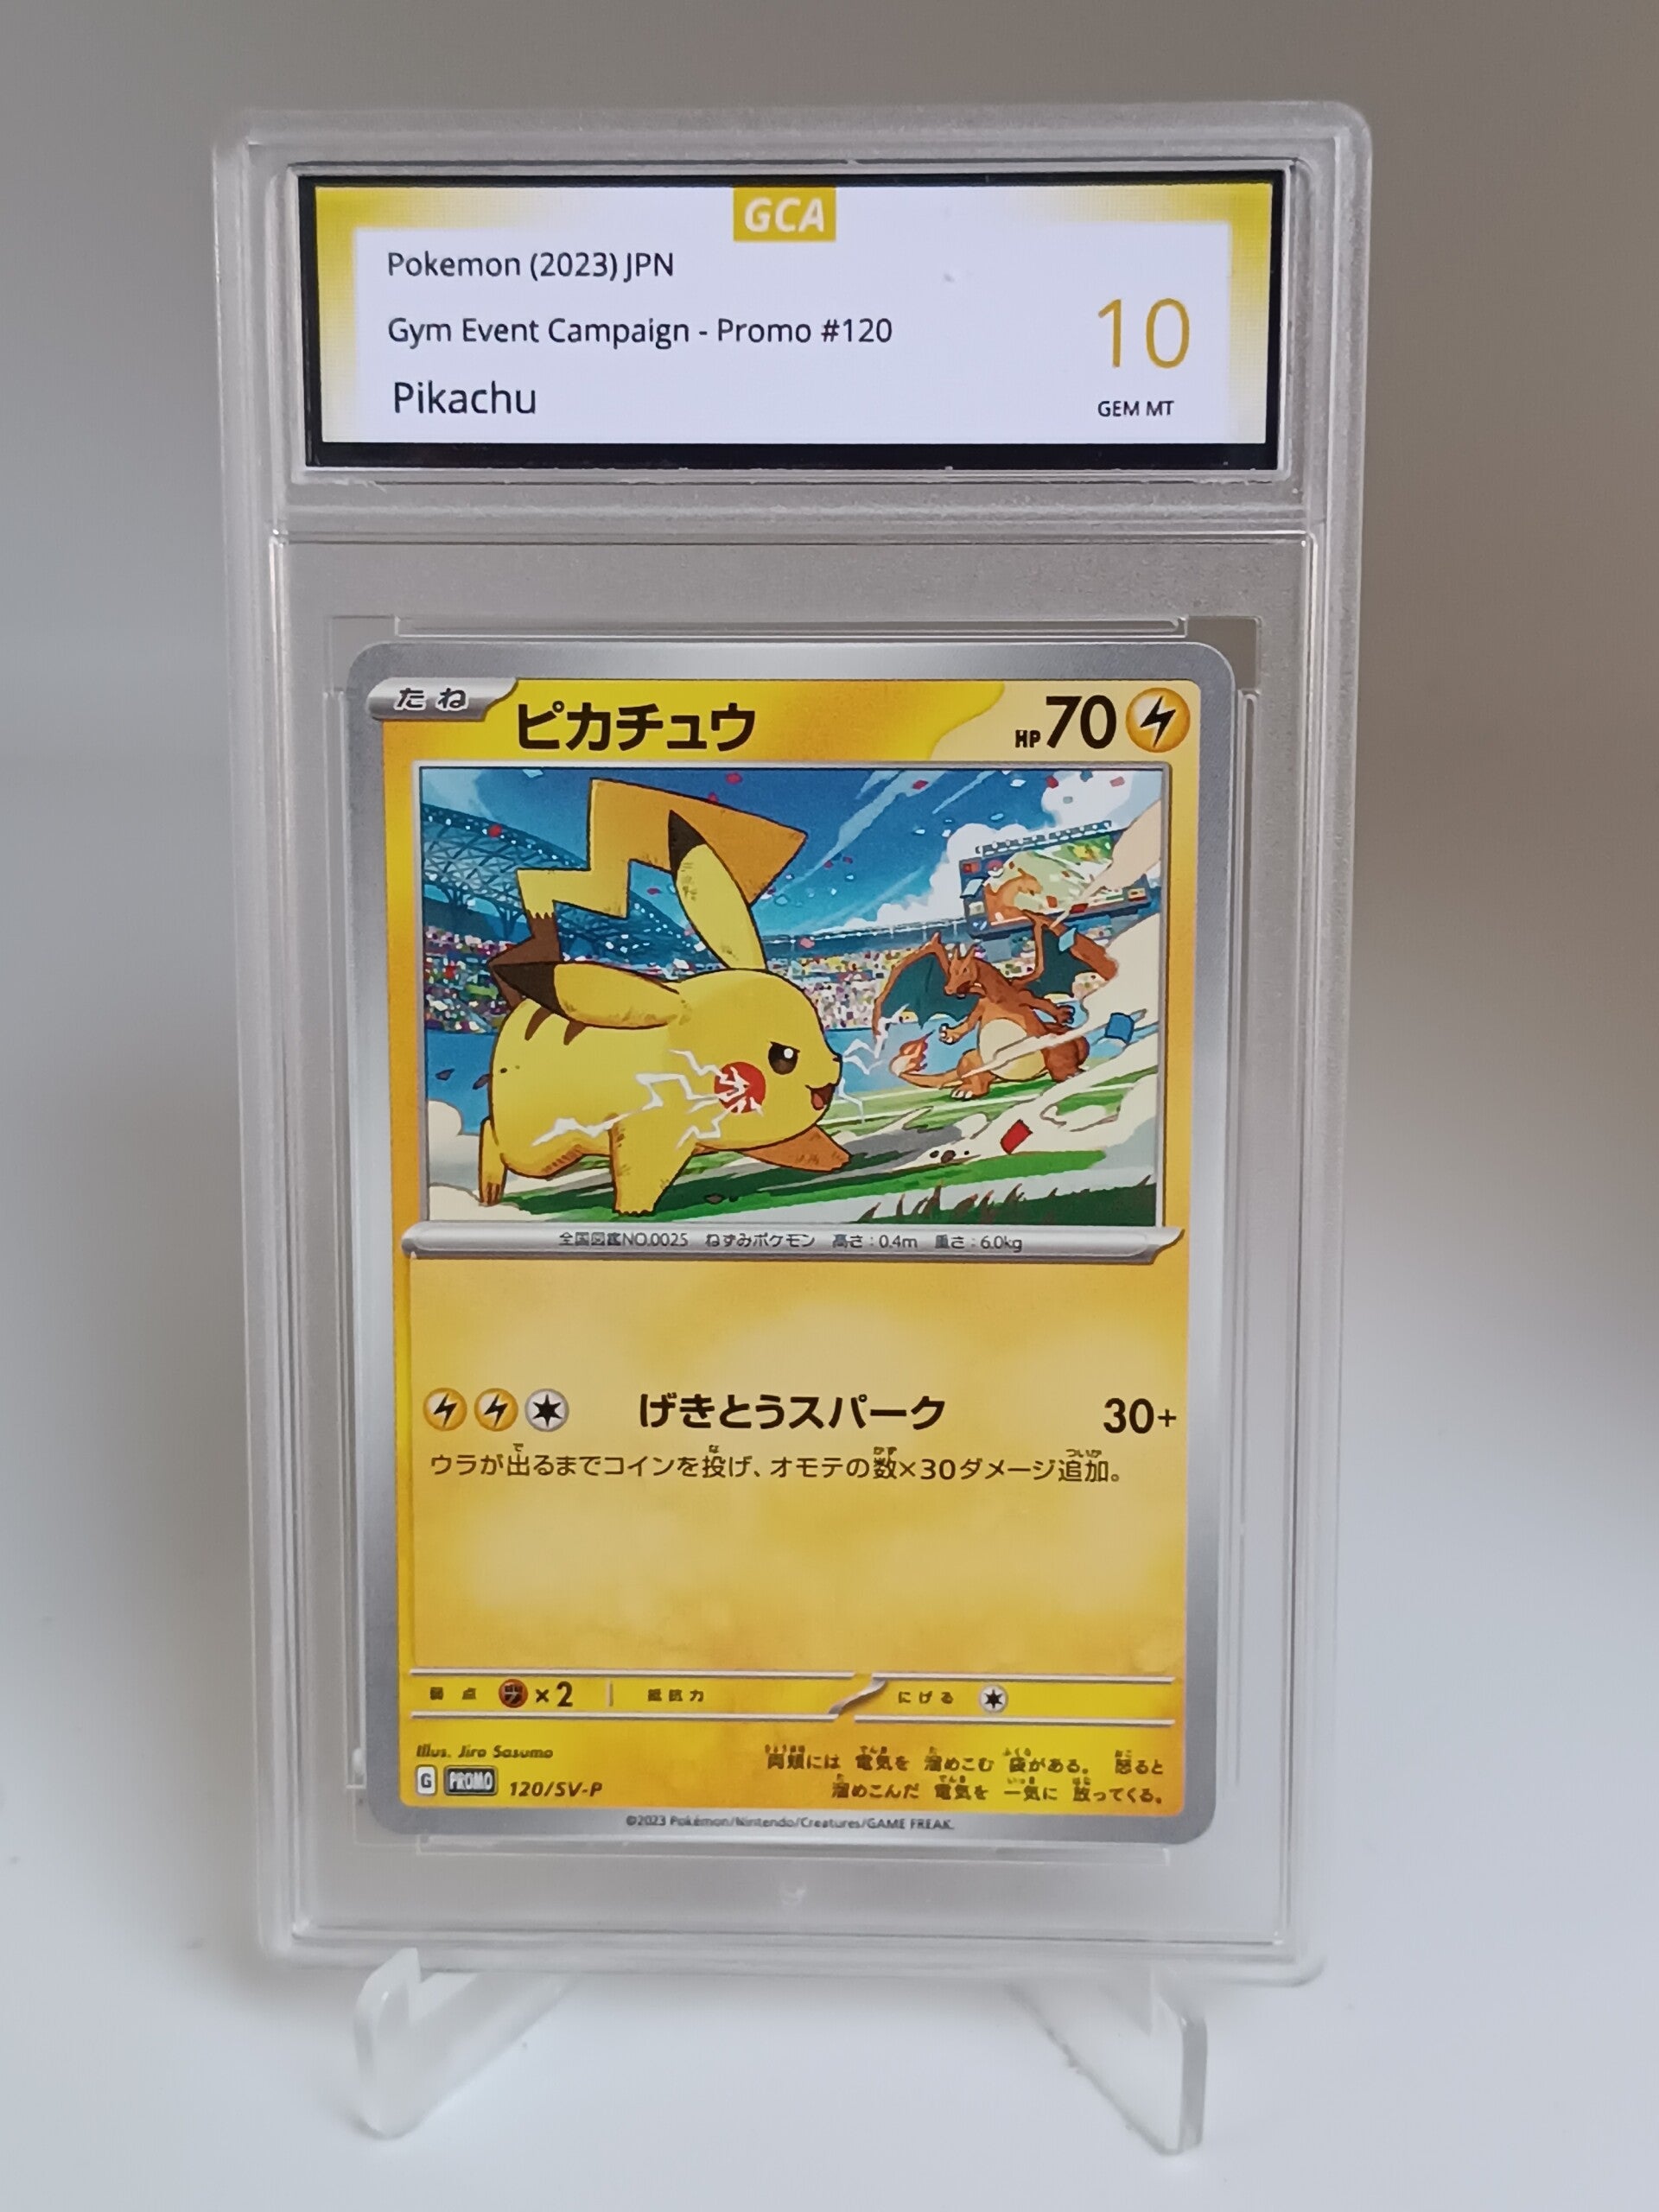 GCA
Pokemon (2023) JPN
Gym Event Campaign - Promo #120
Pikachu
10
GEM MT
たね
ピカチュウ
HP70
全国図鑑NO.0025 ねずみポケモン 高さ:0.4m 重さ:6.0kg
げきとうスパーク 30+
ウラが出るまでコインを投げ、オモテの数×30ダメージ追加。
弱点 ×2 抵抗力 にげる
Illus. Jiro Sasumo
G PROMO 120/SV-P
両頬には 電気を 溜めこむ 袋がある。 怒ると
溜めこんだ 電気を 一気に 放ってくる。
©2023 Pokémon/Nintendo/Creatures/GAME FREAK.